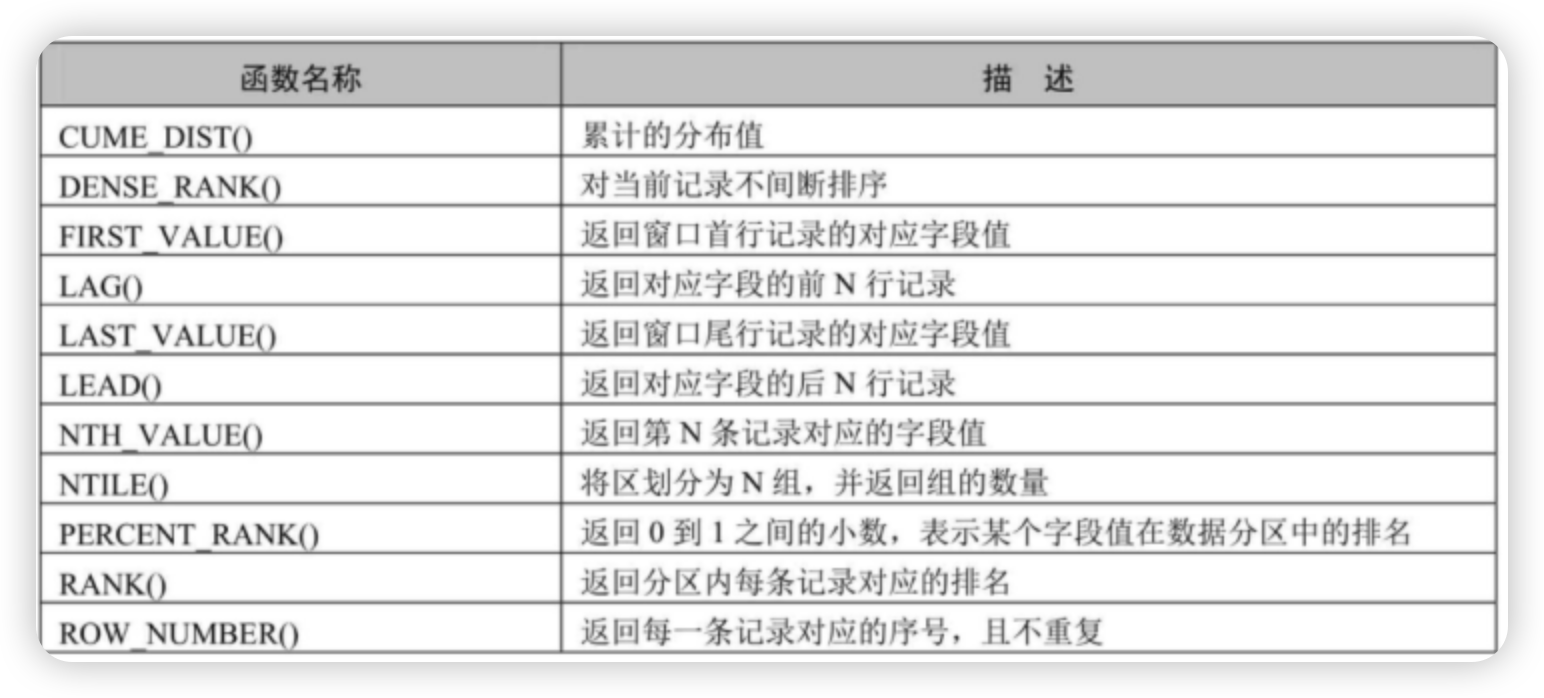 函数名称 描 述
CUME_DIST() 累计的分布值
DENSE_RANK() 对当前记录不间断排序
FIRST_VALUE() 返回窗口首行记录的对应字段值
LAG() 返回对应字段的前 N 行记录
LAST_VALUE() 返回窗口尾行记录的对应字段值
LEAD() 返回对应字段的后 N 行记录
NTH_VALUE() 返回第 N 条记录对应的字段值
NTILE() 将区划分为 N 组，并返回组的数量
PERCENT_RANK() 返回 0 到 1 之间的小数，表示某个字段值在数据分区中的排名
RANK() 返回分区内每条记录对应的排名
ROW_NUMBER() 返回每一条记录对应的序号，且不重复